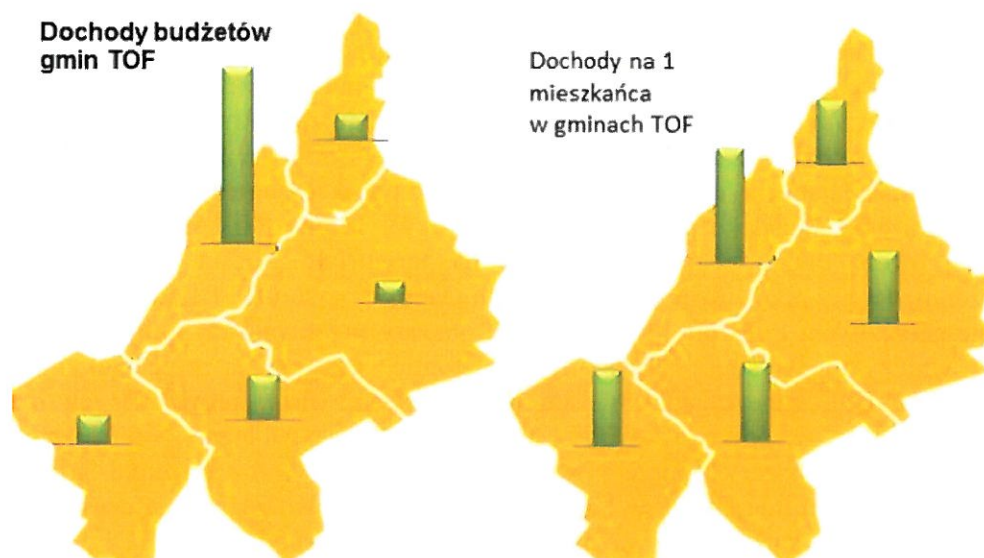 Dochody budżetów
gmin TOF
Dochody na 1
mieszkańca
w gminach TOF